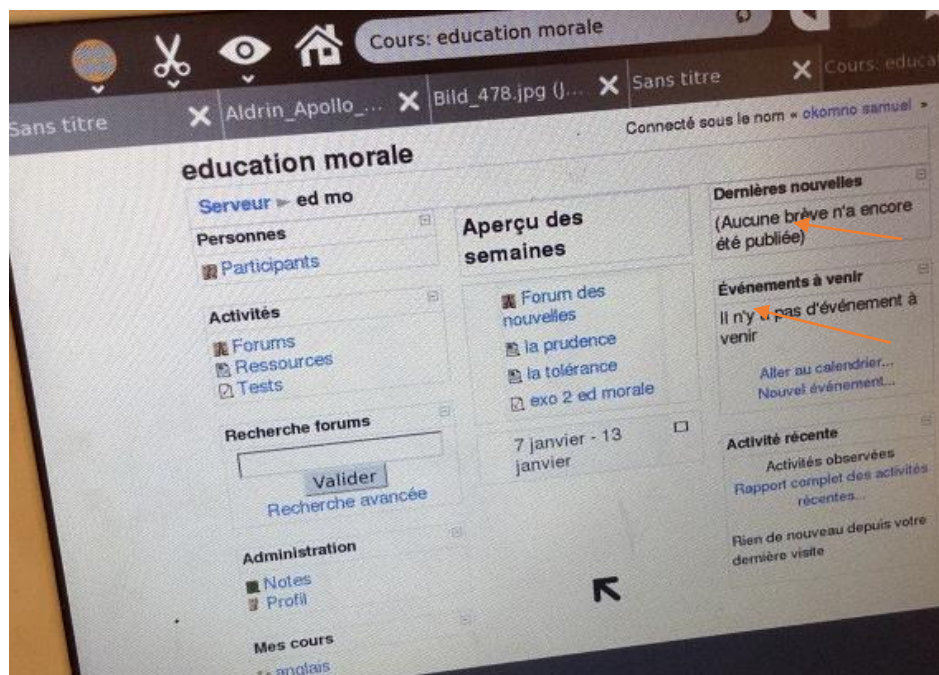 Cours: education morale
Sans titre
Aldrin_Apollo_...
Bild_478.jpg (J...
Sans titre
Cours: educa
Connecté sous le nom « okomno samuel »
education morale
Serveur ► ed mo
Personnes
Participants
Activités
Forums
Ressources
Tests
Recherche forums
Valider
Recherche avancée
Administration
Notes
Profil
Mes cours
anglais
Aperçu des
semaines
Forum des
nouvelles
la prudence
la tolérance
exo 2 ed morale
7 janvier - 13
janvier
Dernières nouvelles
(Aucune brève n'a encore
été publiée)
Événements à venir
Il n'y a pas d'événement à
venir
Aller au calendrier...
Nouvel événement...
Activité récente
Activités observées
Rapport complet des activités
récentes...
Rien de nouveau depuis votre
dernière visite